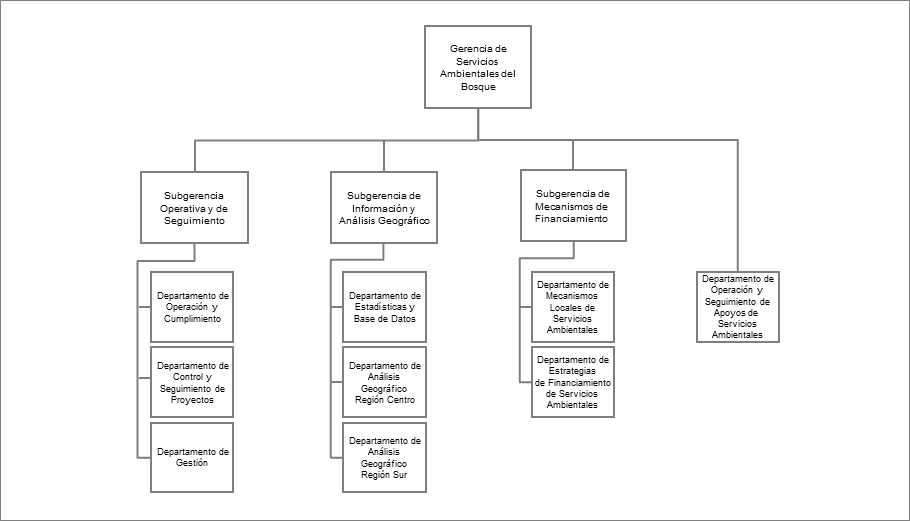 Gerencia de
Servicios
Ambientales del
Bosque
Subgerencia
Operativa y de
Seguimiento
Subgerencia de
Información y
Análisis Geográfico
Subgerencia de
Mecanismos de
Financiamiento
Departamento de
Operación y
Cumplimiento
Departamento de
Control y
Seguimiento de
Proyectos
Departamento de
Gestión
Departamento de
Estadísticas y
Base de Datos
Departamento de
Análisis
Geográfico
Región Centro
Departamento de
Análisis
Geográfico
Región Sur
Departamento de
Mecanismos
Locales de
Servicios
Ambientales
Departamento de
Estrategias
de Financiamiento
de Servicios
Ambientales
Departamento de
Operación y
Seguimiento de
Apoyos de
Servicios
Ambientales